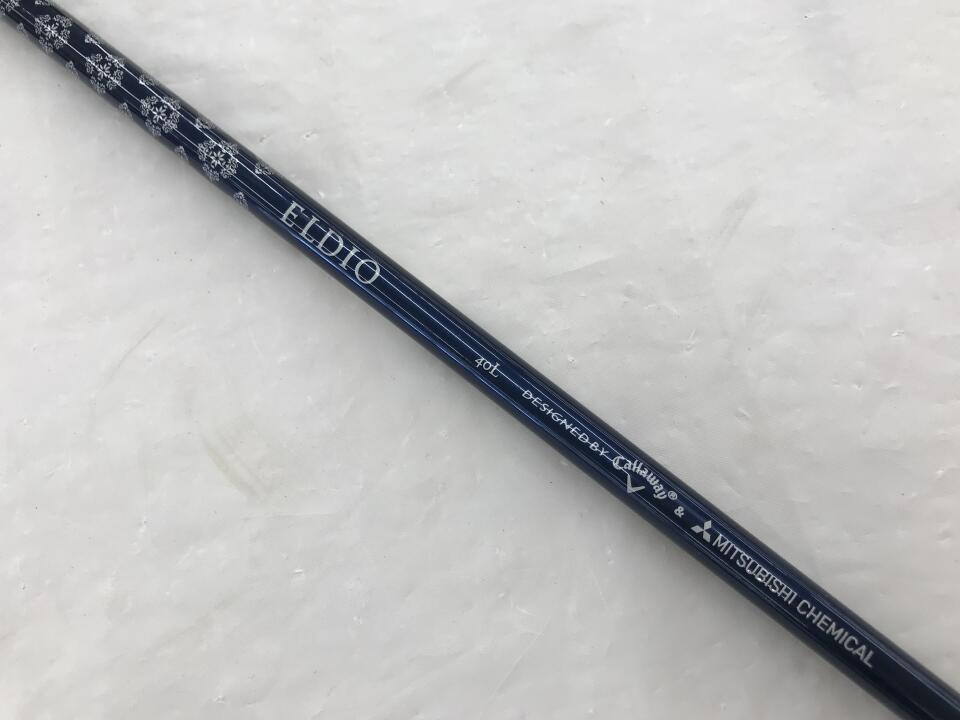 ELDIO 40L DESIGNED BY Callaway® & MITSUBISHI CHEMICAL